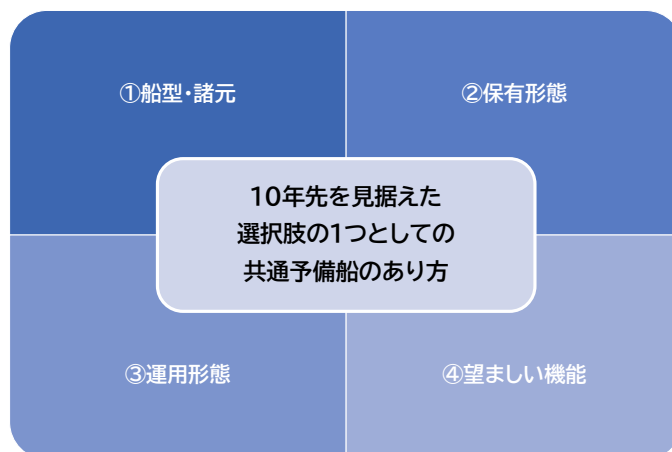 ①船型・諸元
②保有形態
10年先を見据えた
選択肢の1つとしての
共通予備船のあり方
③運用形態
④望ましい機能